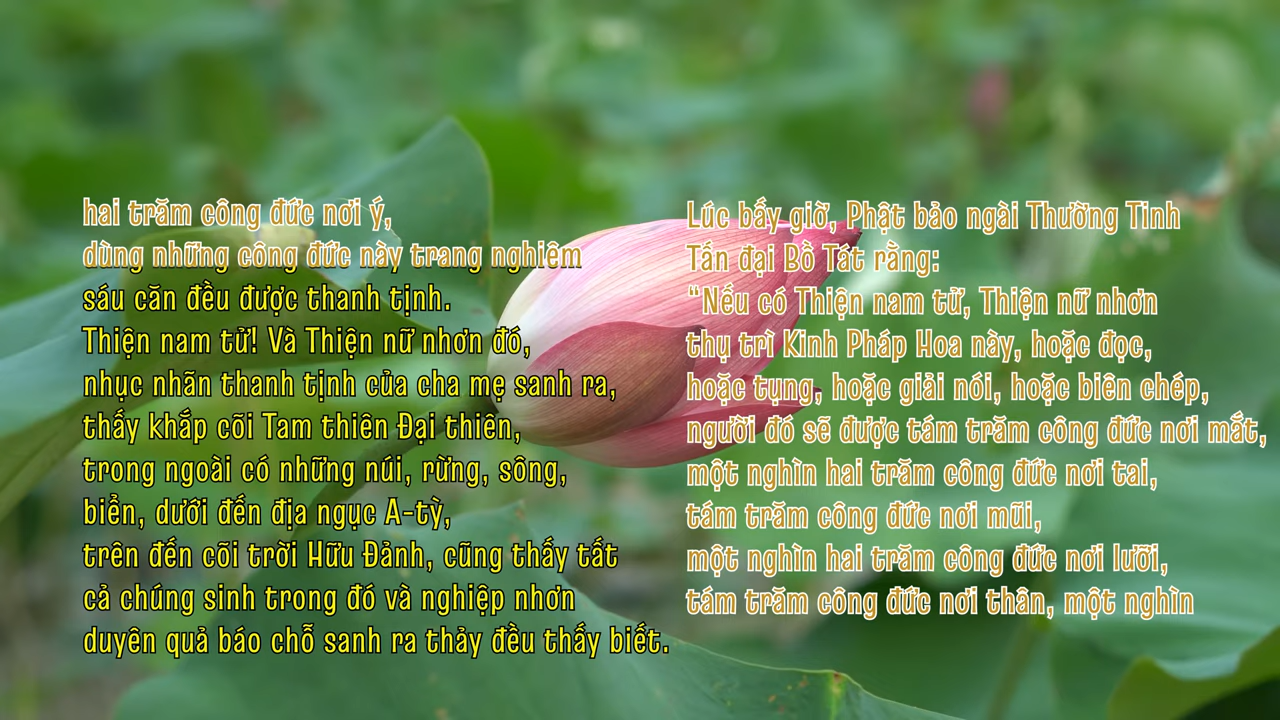 Lúc bấy giờ, Phật bảo ngài Thường Tinh
Tấn đại Bồ Tát rằng:
“Nếu có Thiện nam tử, Thiện nữ nhơn
thụ trì Kinh Pháp Hoa này, hoặc đọc,
hoặc tụng, hoặc giải nói, hoặc biên chép,
người đó sẽ được tám trăm công đức nơi mắt,
một nghìn hai trăm công đức nơi tai,
tám trăm công đức nơi mũi,
một nghìn hai trăm công đức nơi lưỡi,
tám trăm công đức nơi thân, một nghìn
hai trăm công đức nơi ý,
dùng những công đức này trang nghiêm
sáu căn đều được thanh tịnh.
Thiện nam tử! Và Thiện nữ nhơn đó,
nhục nhãn thanh tịnh của cha mẹ sanh ra,
thấy khắp cõi Tam thiên Đại thiên,
trong ngoài có những núi, rừng, sông,
biển, dưới đến địa ngục A-tỳ,
trên đến cõi trời Hữu Đảnh, cũng thấy tất
cả chúng sinh trong đó và nghiệp nhơn
duyên quả báo chỗ sanh ra thảy đều thấy biết.